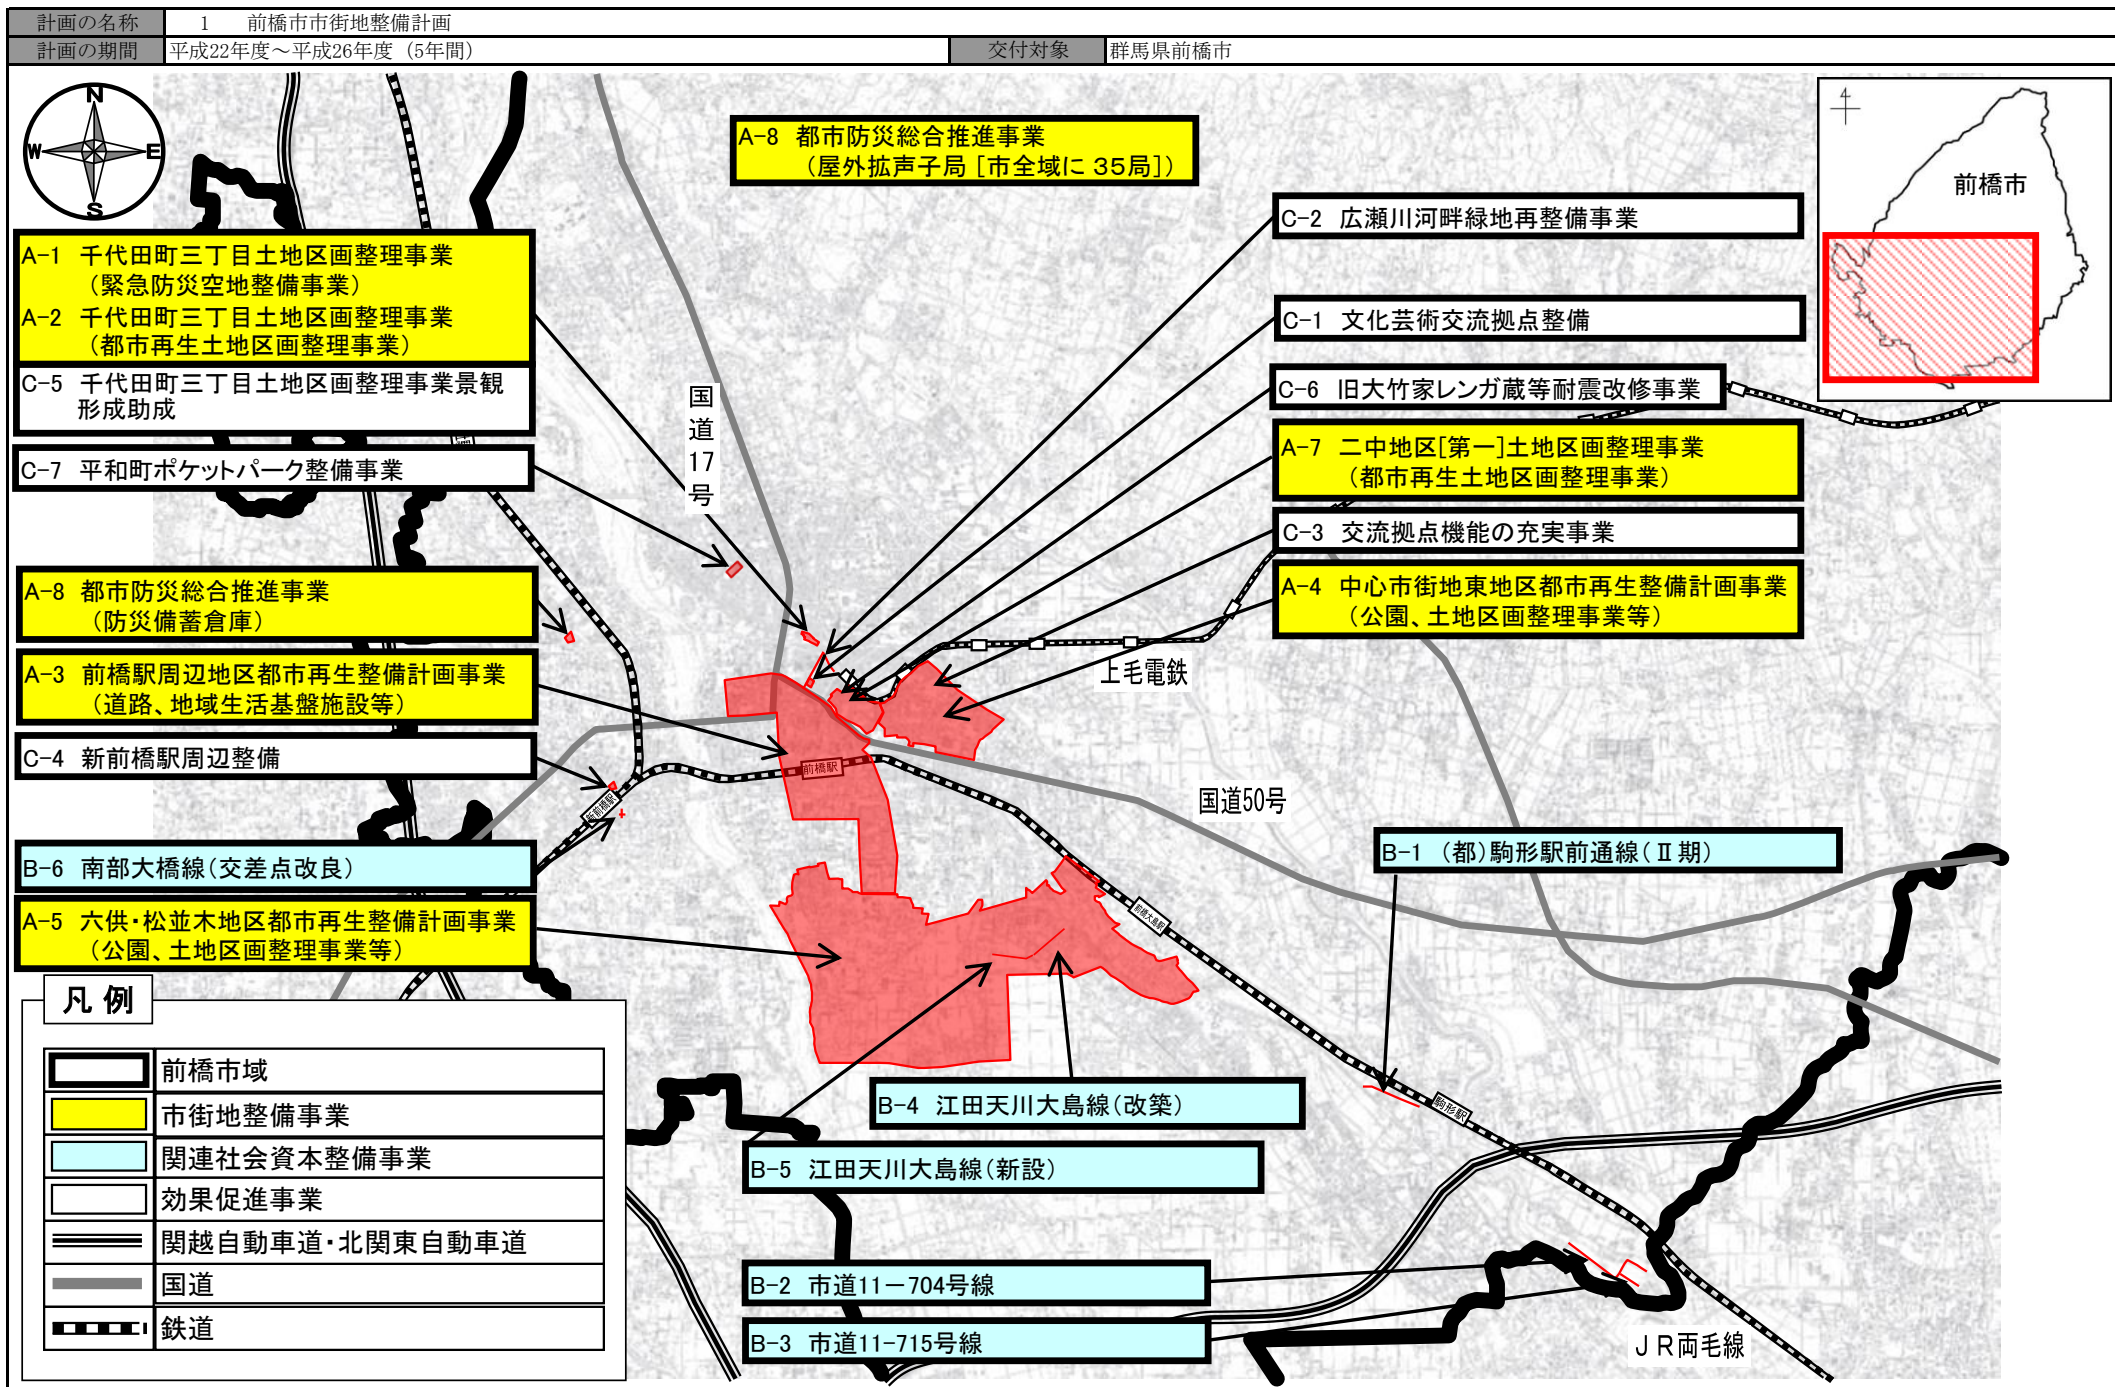 計画の名称 1 前橋市市街地整備計画
計画の期間 平成22年度～平成26年度（5年間） 交付対象 群馬県前橋市
N
W E
S
A-8 都市防災総合推進事業
（屋外拡声子局［市全域に 35局］）
4
前橋市
A-1 千代田町三丁目土地区画整理事業
（緊急防災空地整備事業）
A-2 千代田町三丁目土地区画整理事業
（都市再生土地区画整理事業）
C-5 千代田町三丁目土地区画整理事業景観
形成助成
C-7 平和町ポケットパーク整備事業
A-8 都市防災総合推進事業
（防災備蓄倉庫）
A-3 前橋駅周辺地区都市再生整備計画事業
（道路、地域生活基盤施設等）
C-4 新前橋駅周辺整備
B-6 南部大橋線（交差点改良）
A-5 六供・松並木地区都市再生整備計画事業
（公園、土地区画整理事業等）
C-2 広瀬川河畔緑地再整備事業
C-1 文化芸術交流拠点整備
C-6 旧大竹家レンガ蔵等耐震改修事業
A-7 二中地区[第一]土地区画整理事業
（都市再生土地区画整理事業）
C-3 交流拠点機能の充実事業
A-4 中心市街地東地区都市再生整備計画事業
（公園、土地区画整理事業等）
国道17号
上毛電鉄
前橋駅
新前橋駅
国道50号
前橋大島駅
駒形駅
B-1 （都）駒形駅前通線（Ⅱ期）
B-4 江田天川大島線（改築）
B-5 江田天川大島線（新設）
B-2 市道11－704号線
B-3 市道11-715号線
ＪＲ両毛線
凡 例
前橋市域
市街地整備事業
関連社会資本整備事業
効果促進事業
関越自動車道・北関東自動車道
国道
鉄道